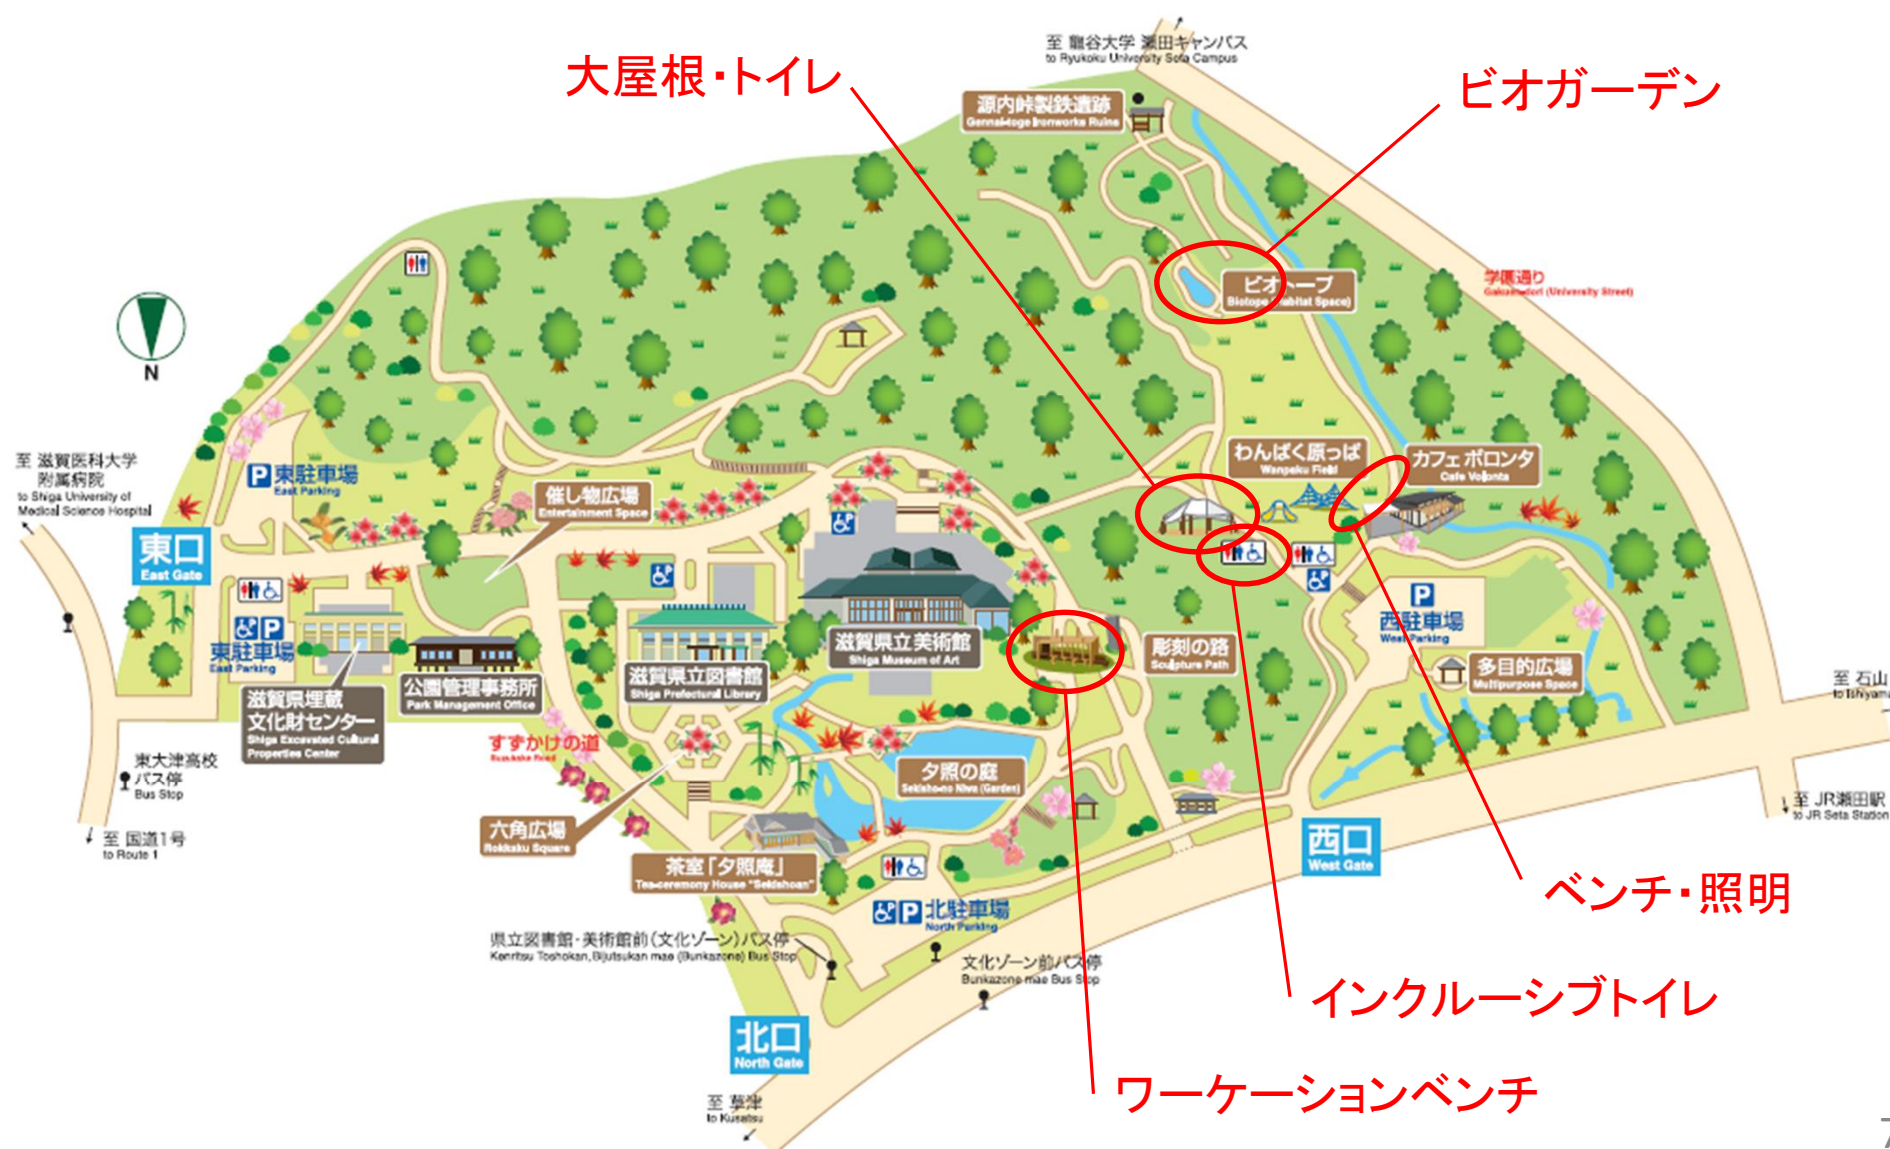 至 龍谷大学 瀬田キャンパス
to Ryukoku University Seta Campus
大屋根・トイレ
ビオガーデン
源内峠製鉄遺跡
Gennai-toge Ironworks Ruins
学園通り
Gakuen-dori (University Street)
ビオトープ
Biotope (Habitat Space)
N
わんぱく原っぱ
Wanpaku Field
カフェ ボロンタ
Cafe Volonta
至 滋賀医科大学
附属病院
to Shiga University of
Medical Science Hospital
P 東駐車場
East Parking
催し物広場
Entertainment Space
東口
East Gate
P
P
P
P
東駐車場
East Parking
滋賀県埋蔵
文化財センター
Shiga Excavated Cultural
Properties Center
公園管理事務所
Park Management Office
滋賀県立図書館
Shiga Prefectural Library
滋賀県立美術館
Shiga Museum of Art
彫刻の路
Sculpture Path
P
西駐車場
West Parking
多目的広場
Multipurpose Space
至 石山
to Ishiyama
東大津高校
バス停
Bus Stop
すずかけの道
Suzukake Road
夕照の庭
Sekisho-no Niwa (Garden)
至 国道1号
to Route 1
六角広場
Rokkaku Square
茶室「夕照庵」
Tea-ceremony House "Sekishoan"
西口
West Gate
至 JR瀬田駅
to JR Seta Station
ベンチ・照明
P P 北駐車場
North Parking
県立図書館・美術館前(文化ゾーン)バス停
Kenritsu Toshokan, Bijutsukan mae (Bunkazone) Bus Stop
文化ゾーン前バス停
Bunkazone mae Bus Stop
インクルーシブトイレ
北口
North Gate
ワーケーションベンチ
至 草津
to Kusatsu
7